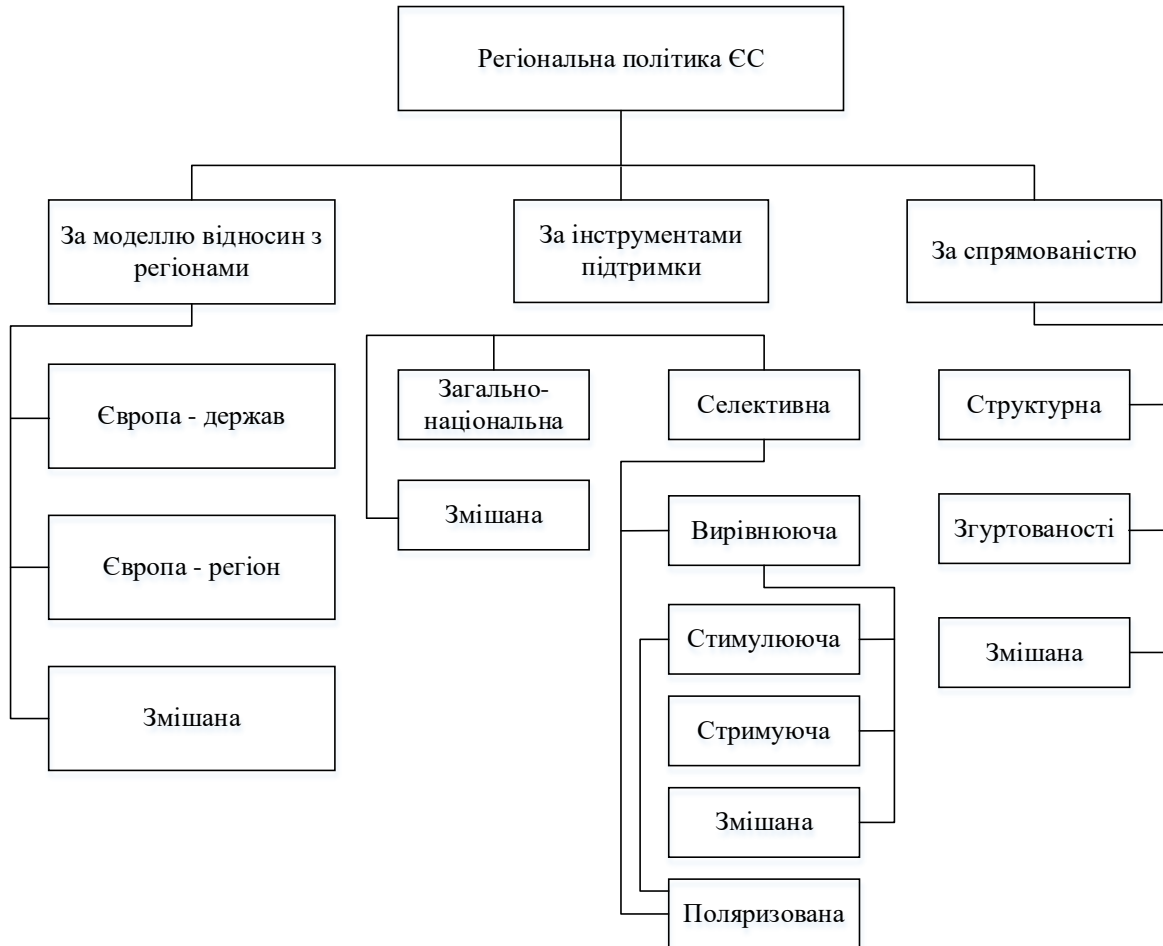 Регіональна політика ЄС
За моделлю відносин з
регіонами
За інструментами
підтримки
За спрямованістю
Європа - держав
Європа - регіон
Змішана
Загально-
національна
Змішана
Селективна
Вирівнююча
Стимулююча
Стримуюча
Змішана
Поляризована
Структурна
Згуртованості
Змішана